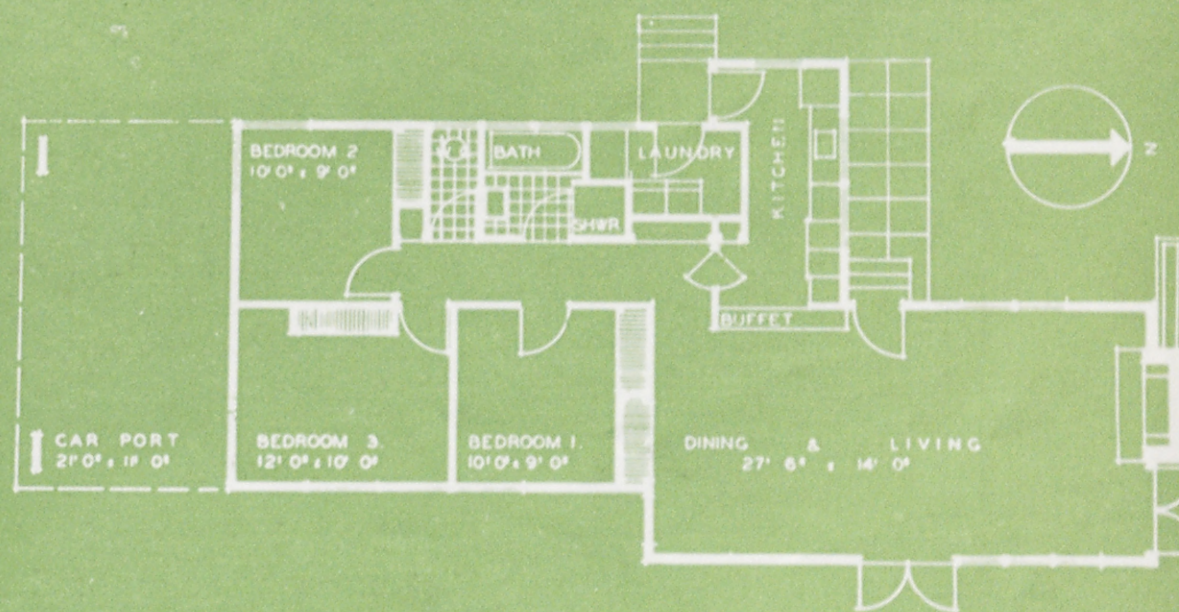 BEDROOM 2
10' 0" x 9' 0"
W.C.
BATH
LAUNDRY
KITCHEN
N
SHWR
BUFFET
CAR PORT
21' 0" x 11' 0"
BEDROOM 3.
12' 0" x 10' 0"
BEDROOM 1.
10' 0" x 9' 0"
DINING & LIVING
27' 6" x 14' 0"